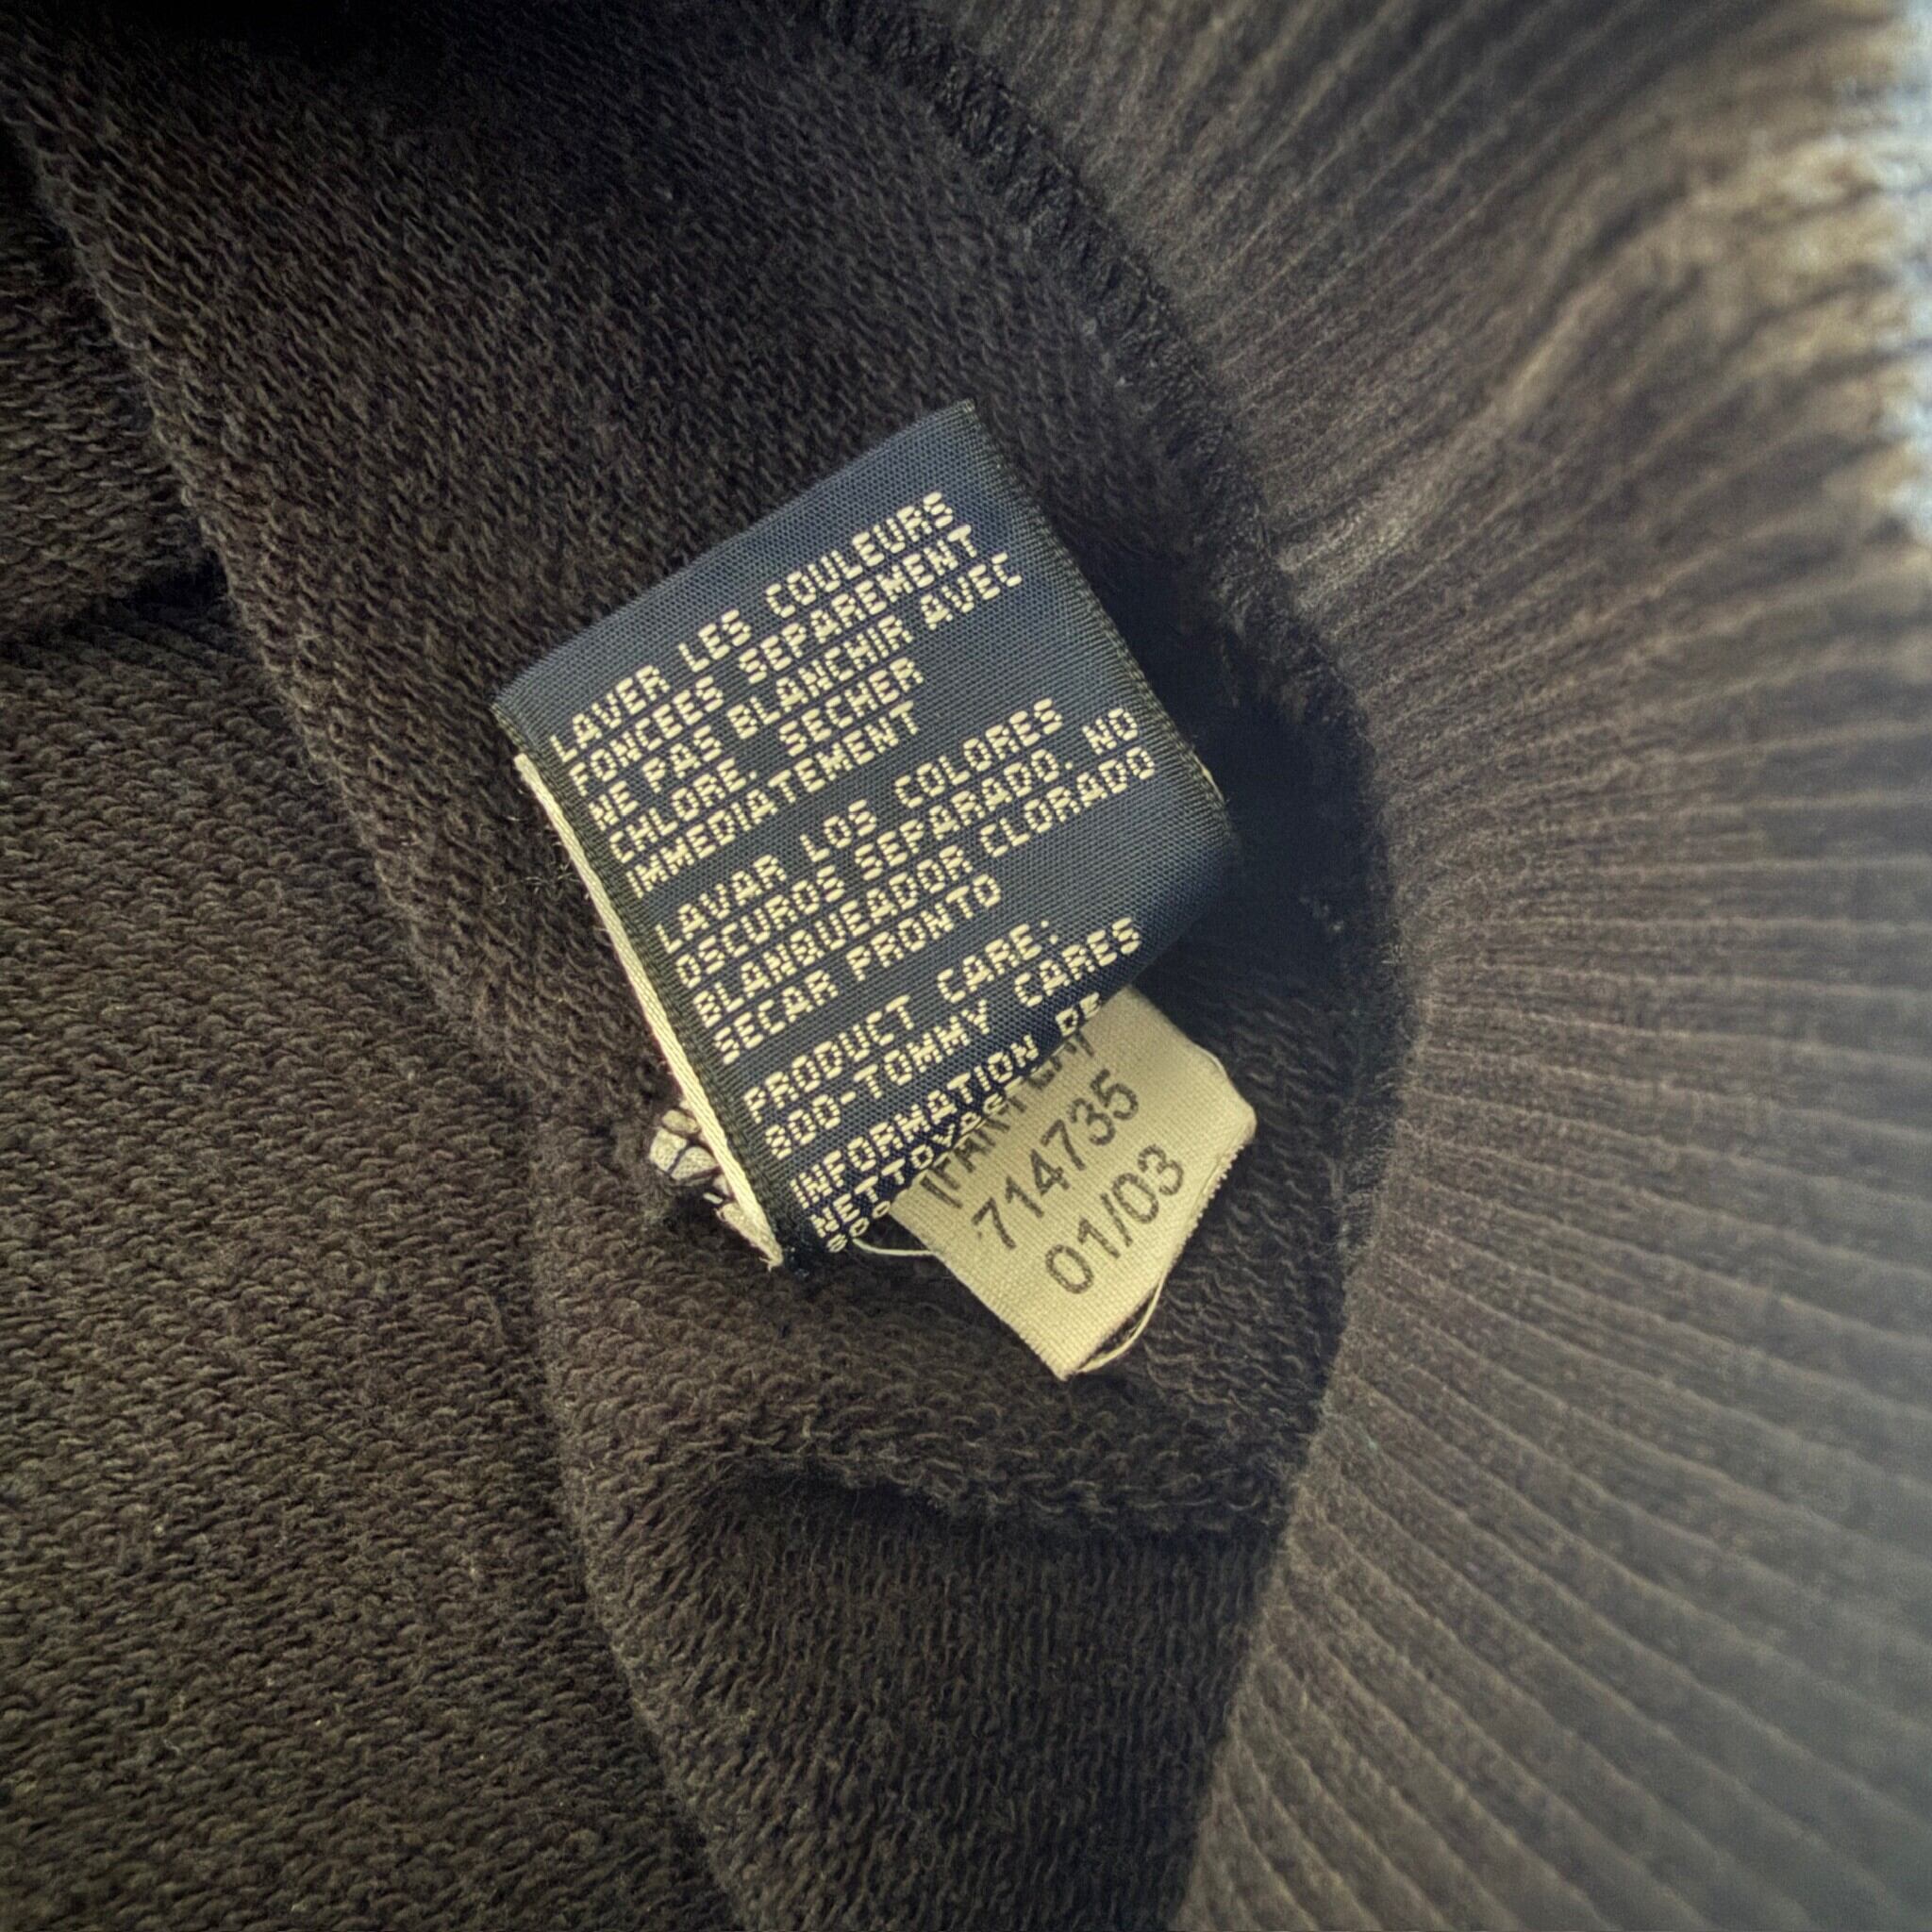 LAVER LES COULEURS
FONCEES SEPAREMENT
NE PAS BLANCHIR AVEC
CHLORE. SECHER
IMMEDIATEMENT
LAVAR LOS COLORES
OSCUROS SEPARADO. NO
BLANQUEADOR CLORADO
SECAR PRONTO
PRODUCT CARE:
800-TOMMY CARES
INFORMATION DE
NETTOYAGE
714735
01/03